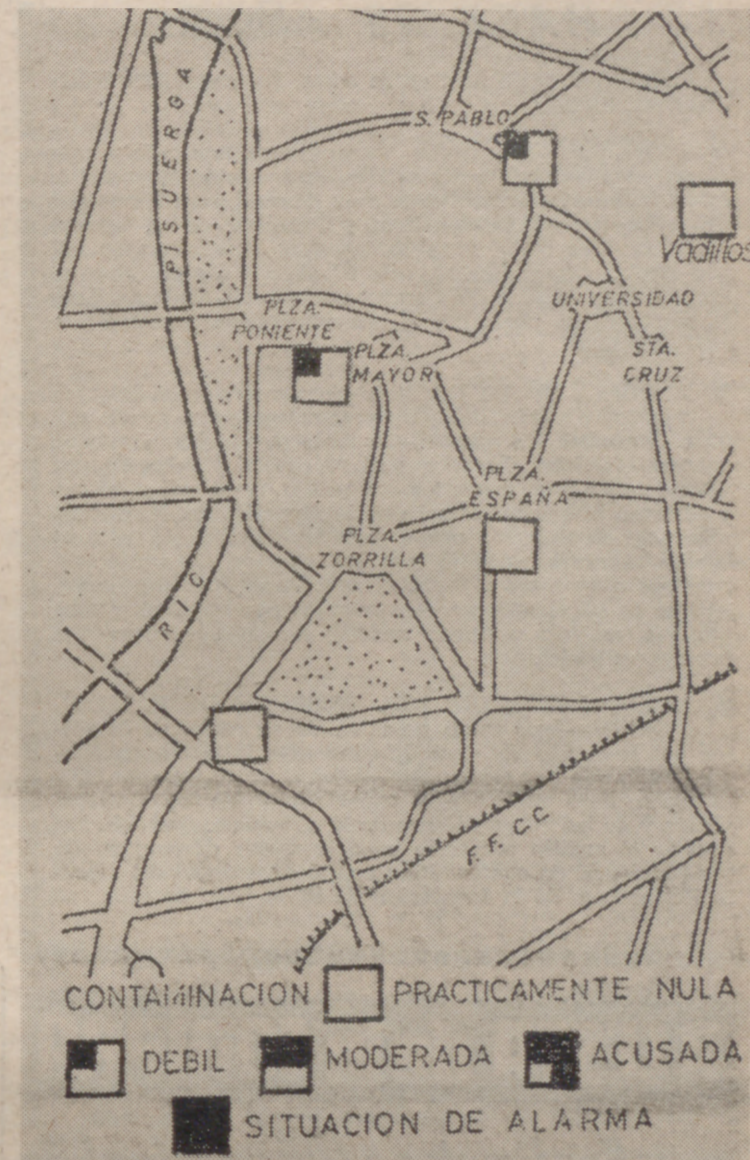 S. PABLO
PISUERGA
Vadillos
UNIVERSIDAD
PLZA.
PONIENTE
PLZA.
MAYOR
STA.
CRUZ
PLZA.
ESPAÑA
PLZA.
ZORRILLA
RIO
F. F. C. C.
CONTAMINACION PRACTICAMENTE NULA
DEBIL MODERADA ACUSADA
SITUACION DE ALARMA